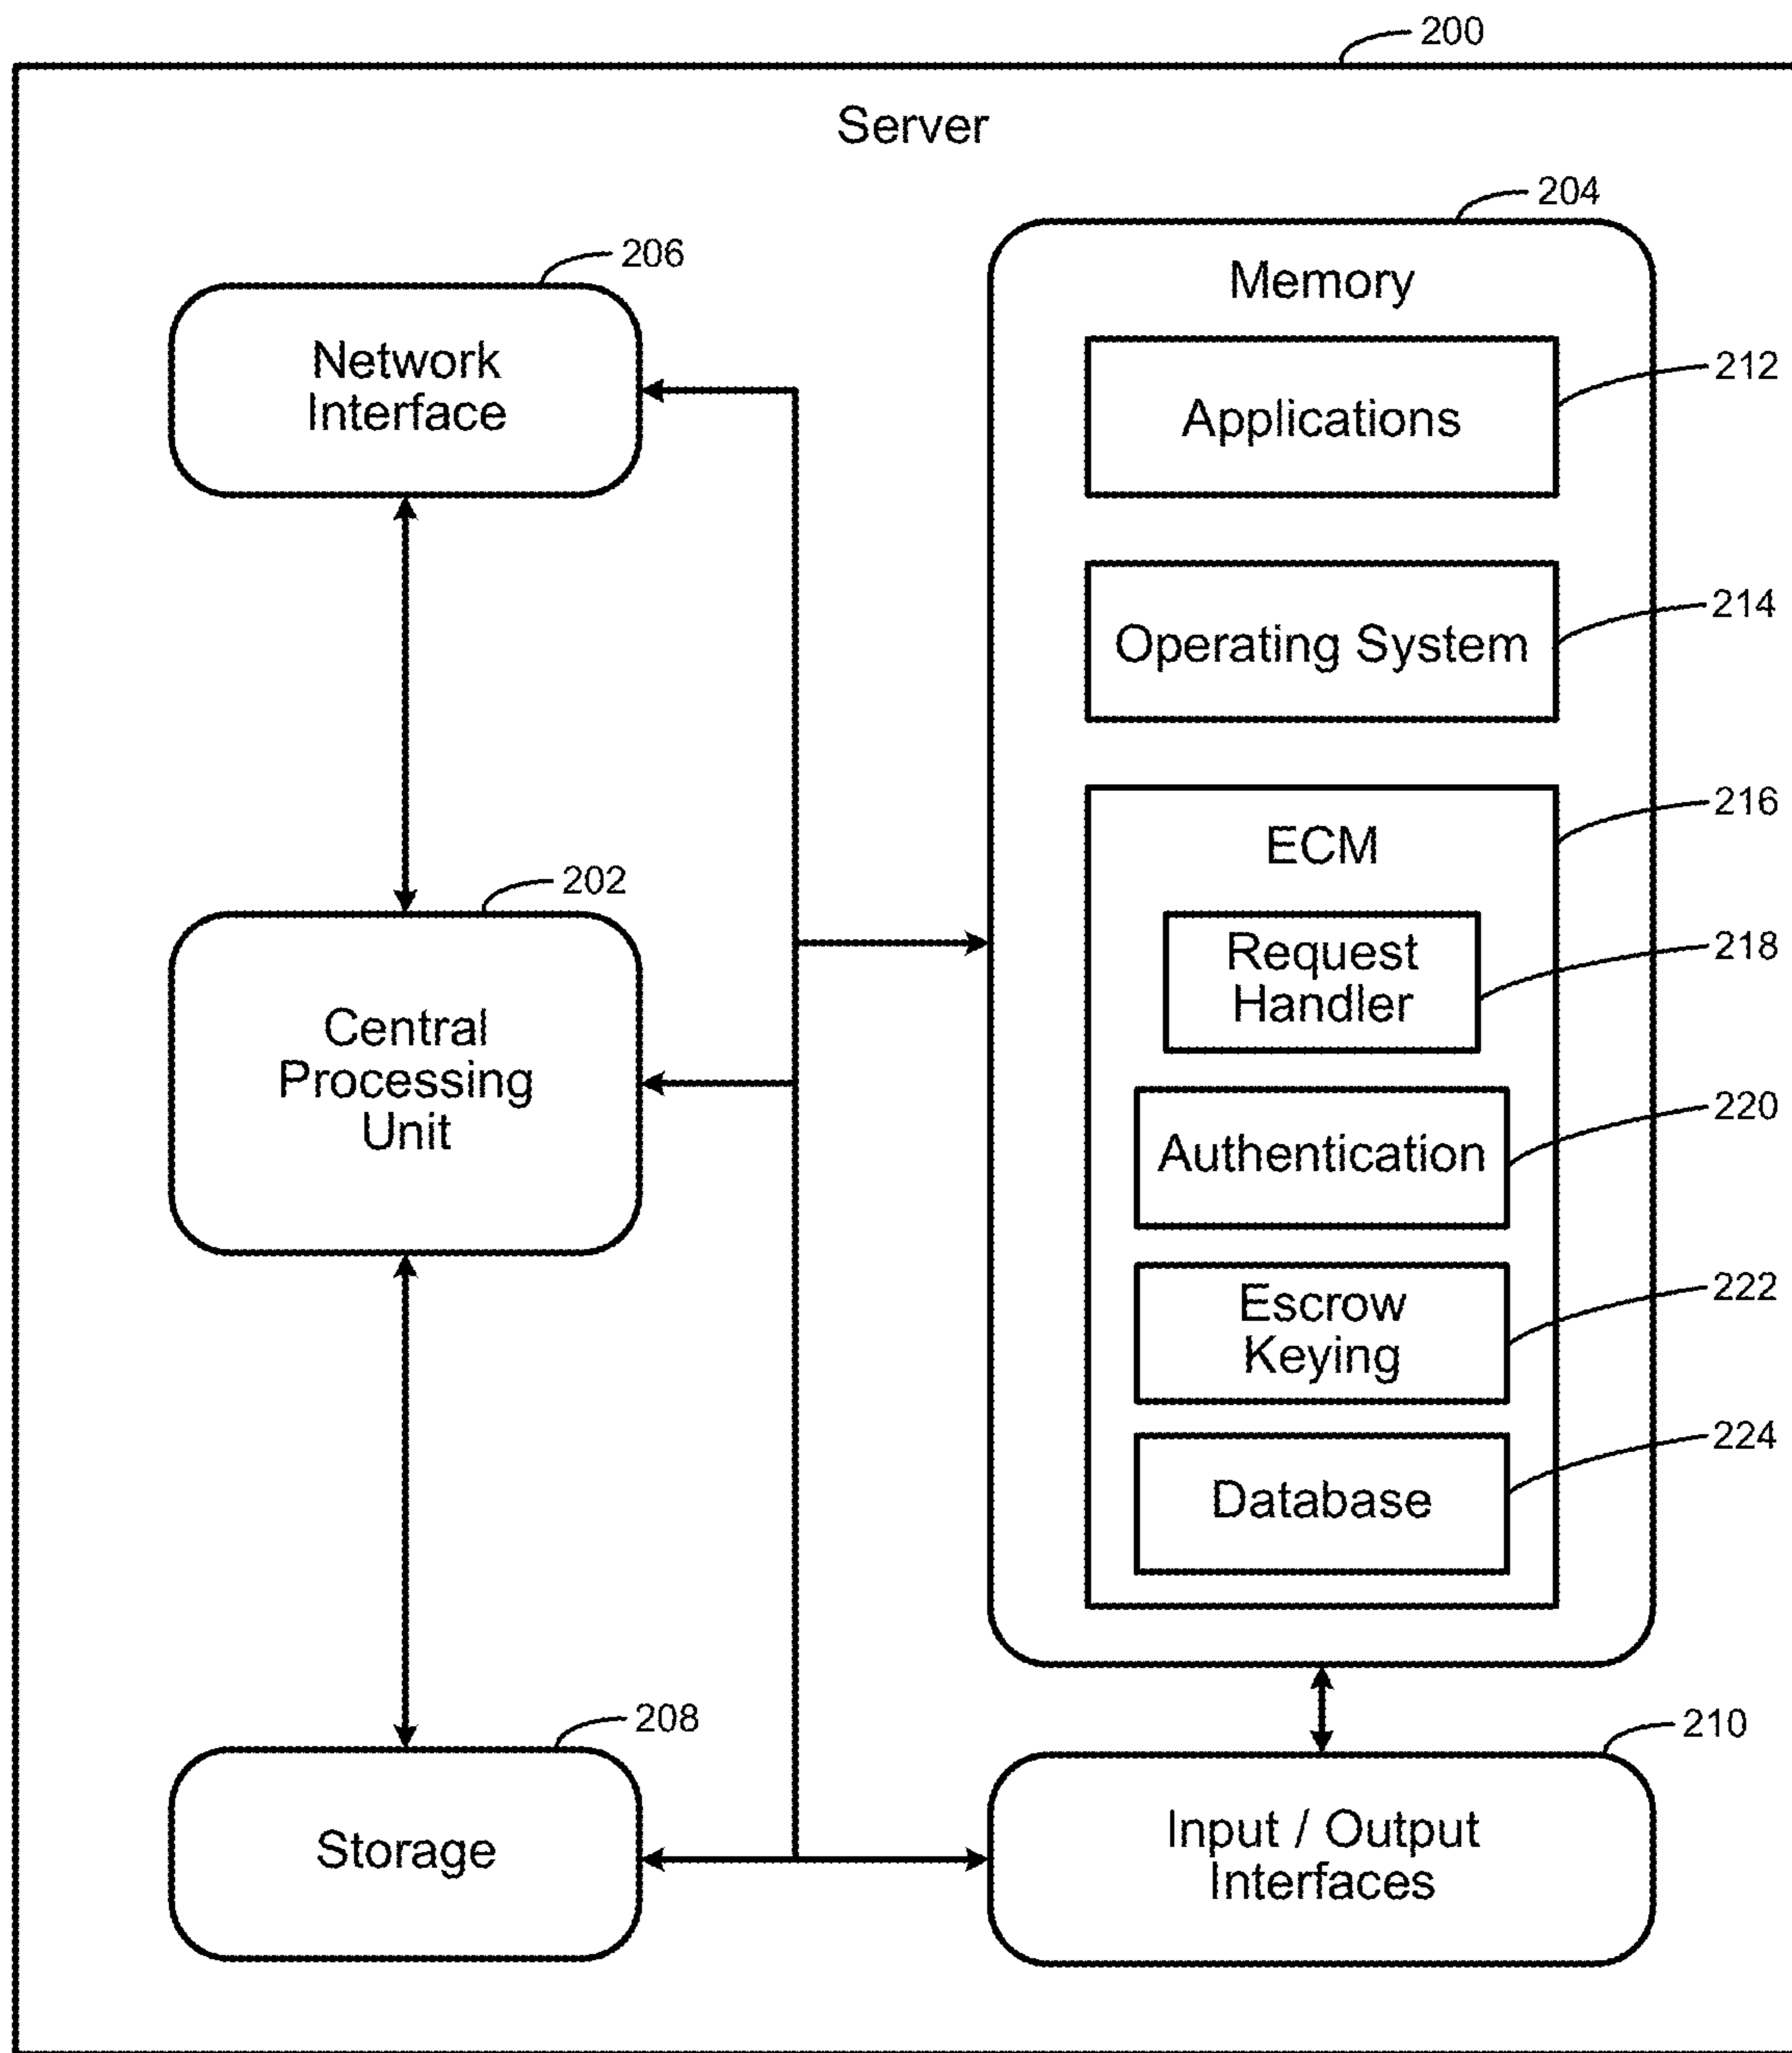 200
Server
204
Memory
206
Network
Interface
212
Applications
214
Operating System
216
ECM
202
Central
Processing
Unit
218
Request
Handler
220
Authentication
222
Escrow
Keying
224
Database
208
Storage
210
Input / Output
Interfaces